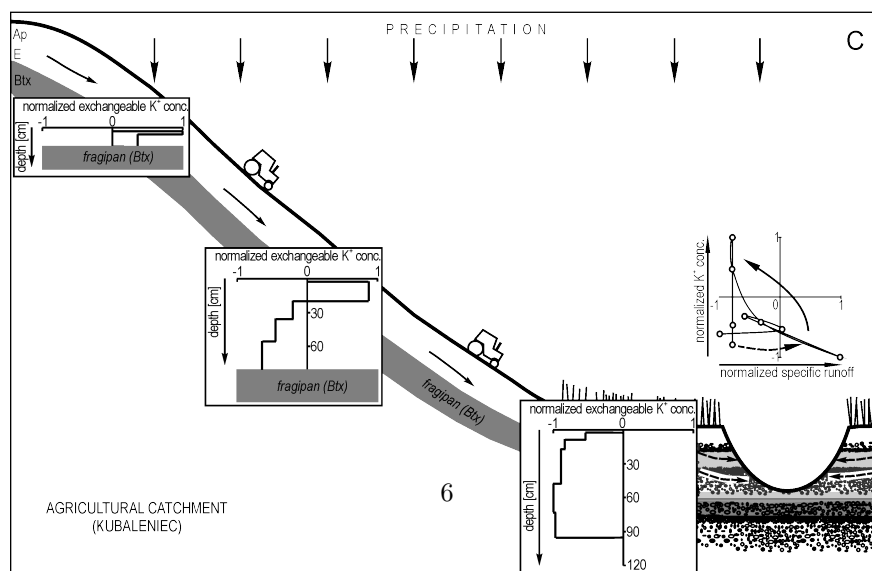 PRECIPITATION
C
Ap
E
Btx
normalized exchangeable K⁺ conc.
-1 0 1
depth [cm]
fragipan (Btx)
normalized exchangeable K⁺ conc.
-1 0 1
depth [cm]
30
60
fragipan (Btx)
fragipan (Btx)
normalized exchangeable K⁺ conc.
-1 0 1
depth [cm]
30
60
90
120
normalized K⁺ conc.
1
0
-1 1
-1
normalized specific runoff
AGRICULTURAL CATCHMENT
(KUBALENIEC)
6